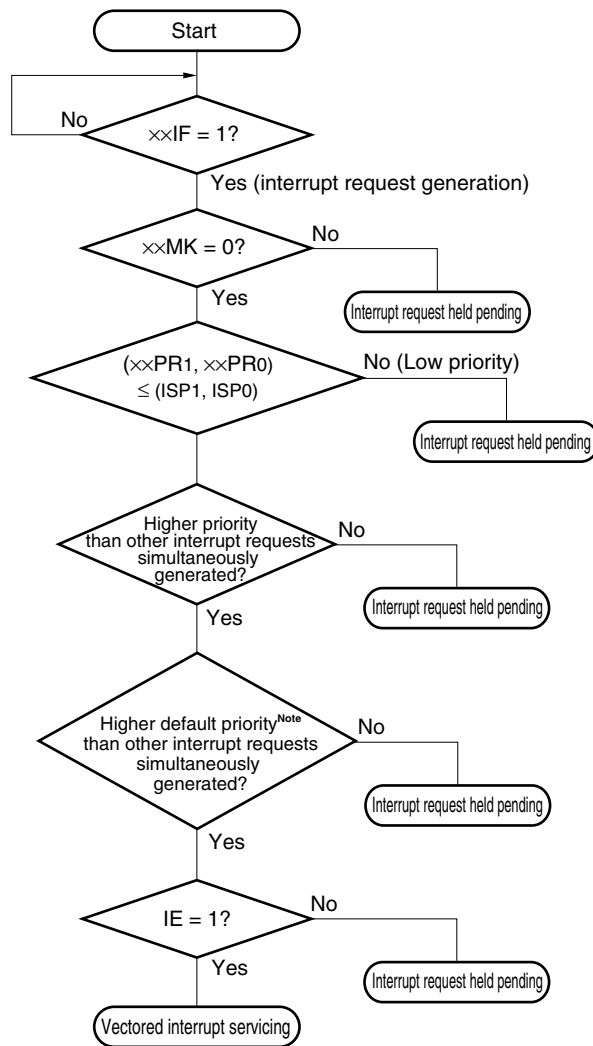 Start
No
××IF = 1?
Yes (interrupt request generation)
No
××MK = 0?
Yes
Interrupt request held pending
(××PR1, ××PR0)
≤ (ISP1, ISP0)
No (Low priority)
Interrupt request held pending
Higher priority
than other interrupt requests
simultaneously
generated?
No
Interrupt request held pending
Yes
Higher default priorityNote
than other interrupt requests
simultaneously
generated?
No
Interrupt request held pending
Yes
IE = 1?
No
Yes
Interrupt request held pending
Vectored interrupt servicing